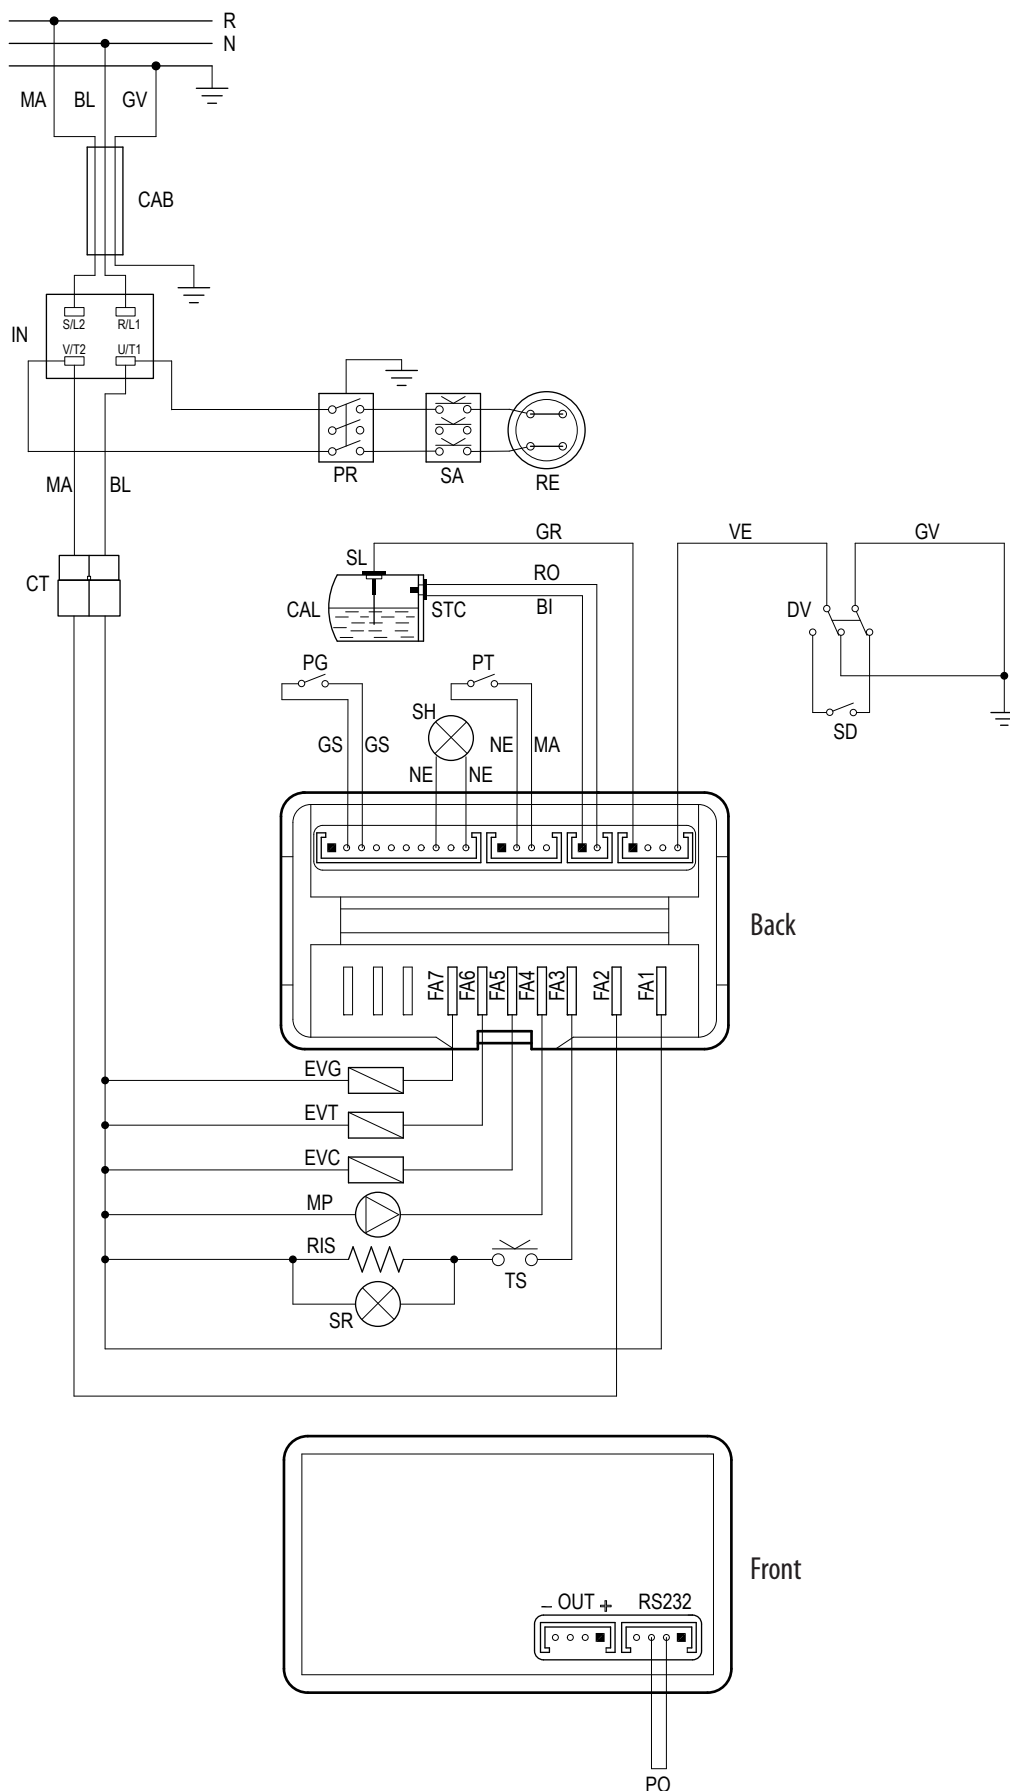 R
N
MA BL GV
CAB
S/L2 R/L1
IN
V/T2 U/T1
PR SA RE
MA BL
GR VE GV
SL
RO
CT
CAL STC
BI
DV
PG PT
SH
SD
GS GS NE MA
NE NE
Back
FA7 FA6 FA5 FA4 FA3 FA2 FA1
EVG
EVT
EVC
MP
RIS
TS
SR
Front
– OUT + RS232
PO